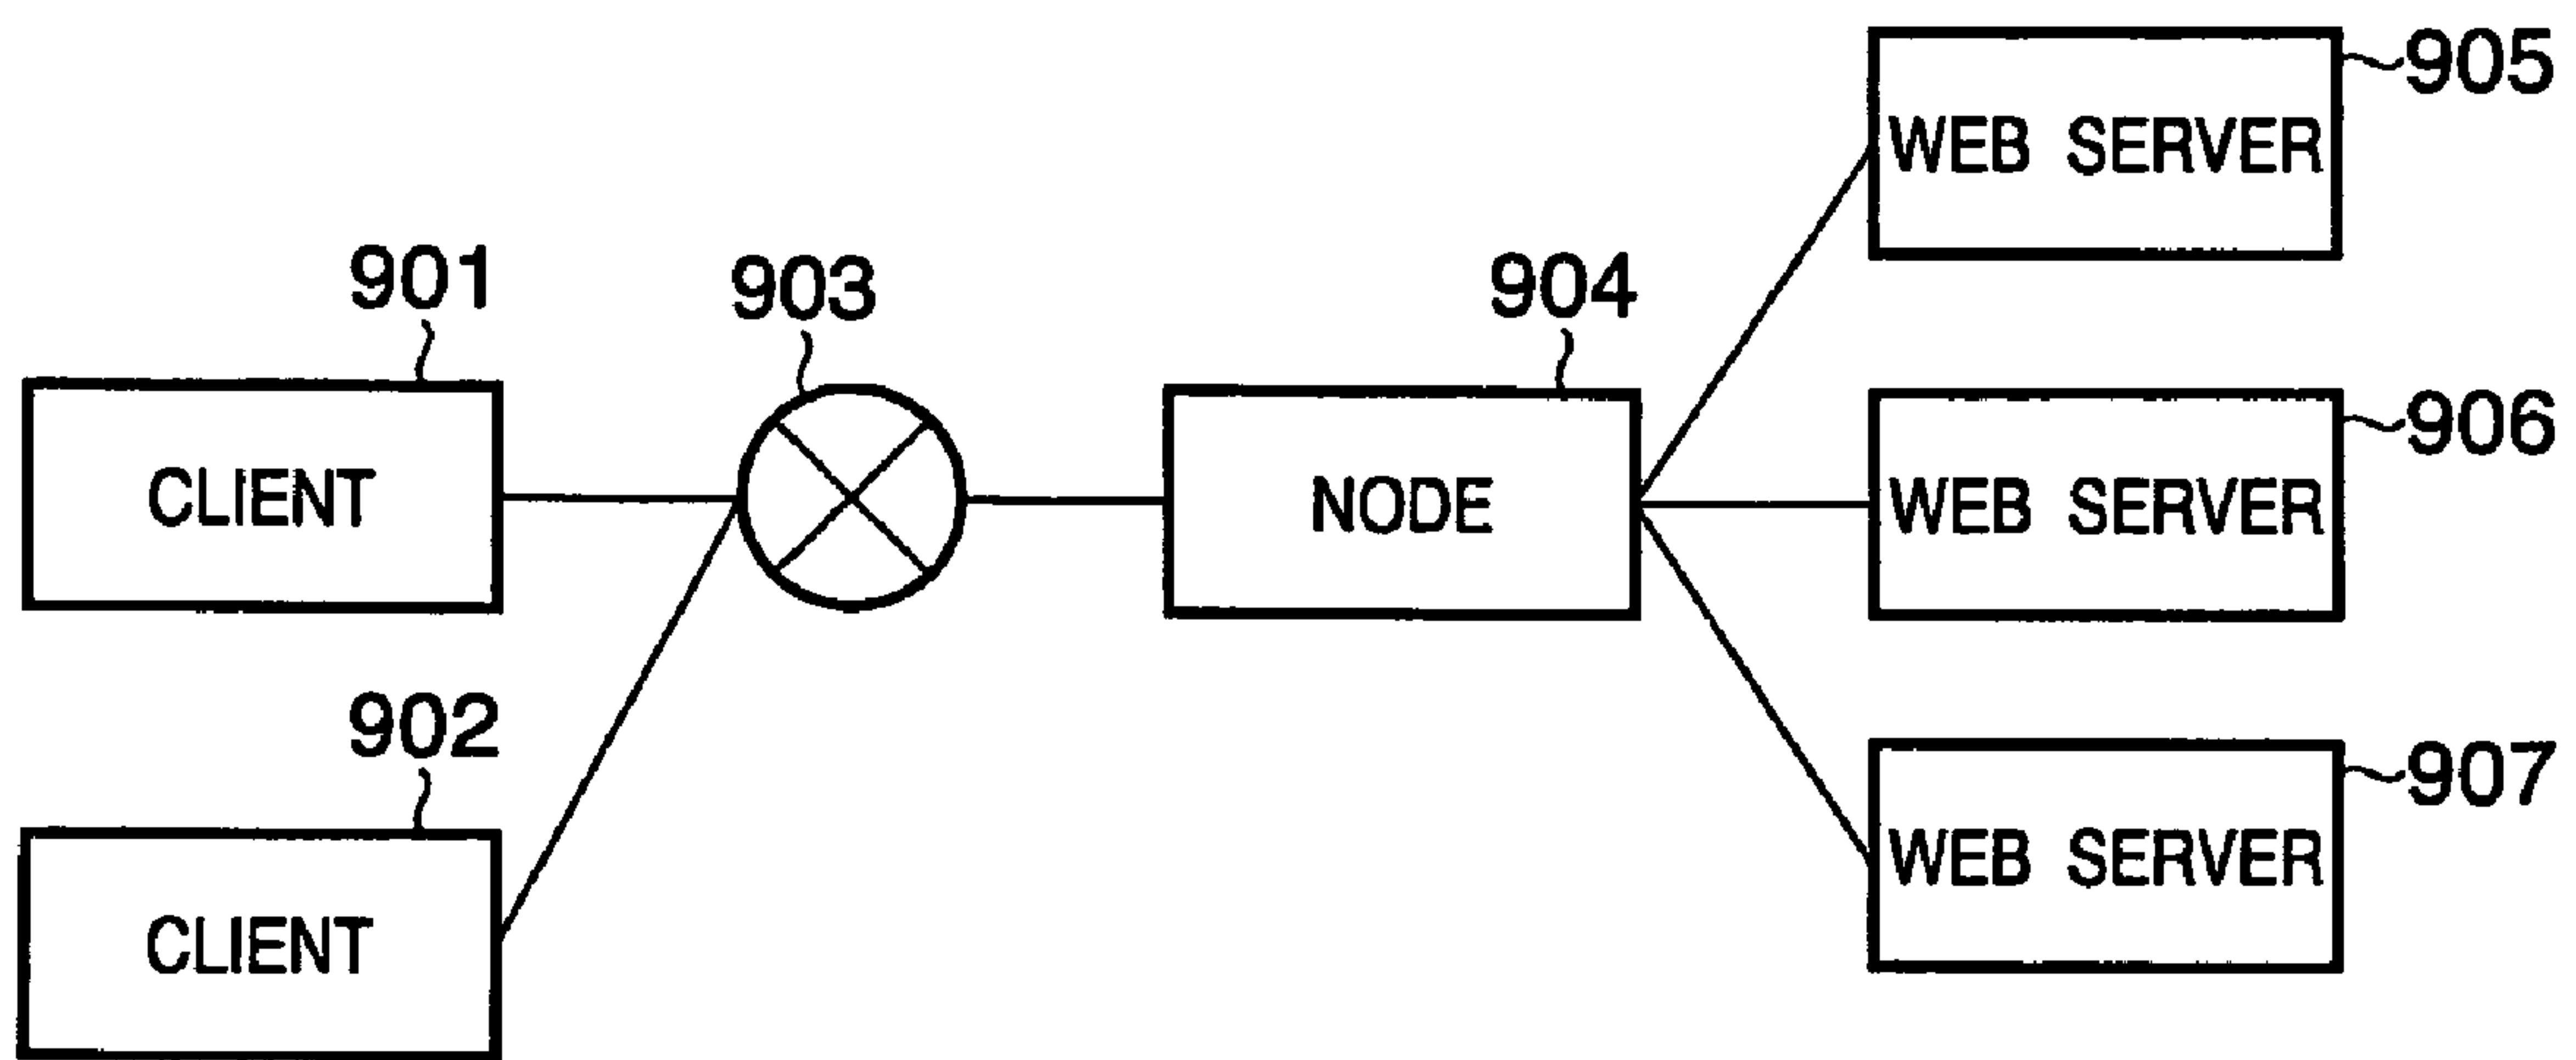 905
WEB SERVER
901
903
904
906
CLIENT
NODE
WEB SERVER
902
907
WEB SERVER
CLIENT